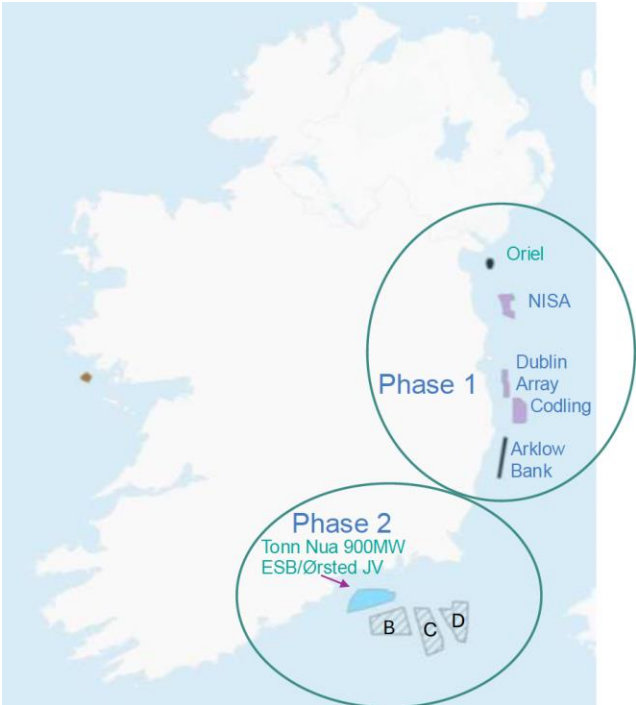 Oriel
NISA
Dublin
Array
Phase 1
Codling
Arklow
Bank
Phase 2
Tonn Nua 900MW
ESB/Ørsted JV
B
C
D